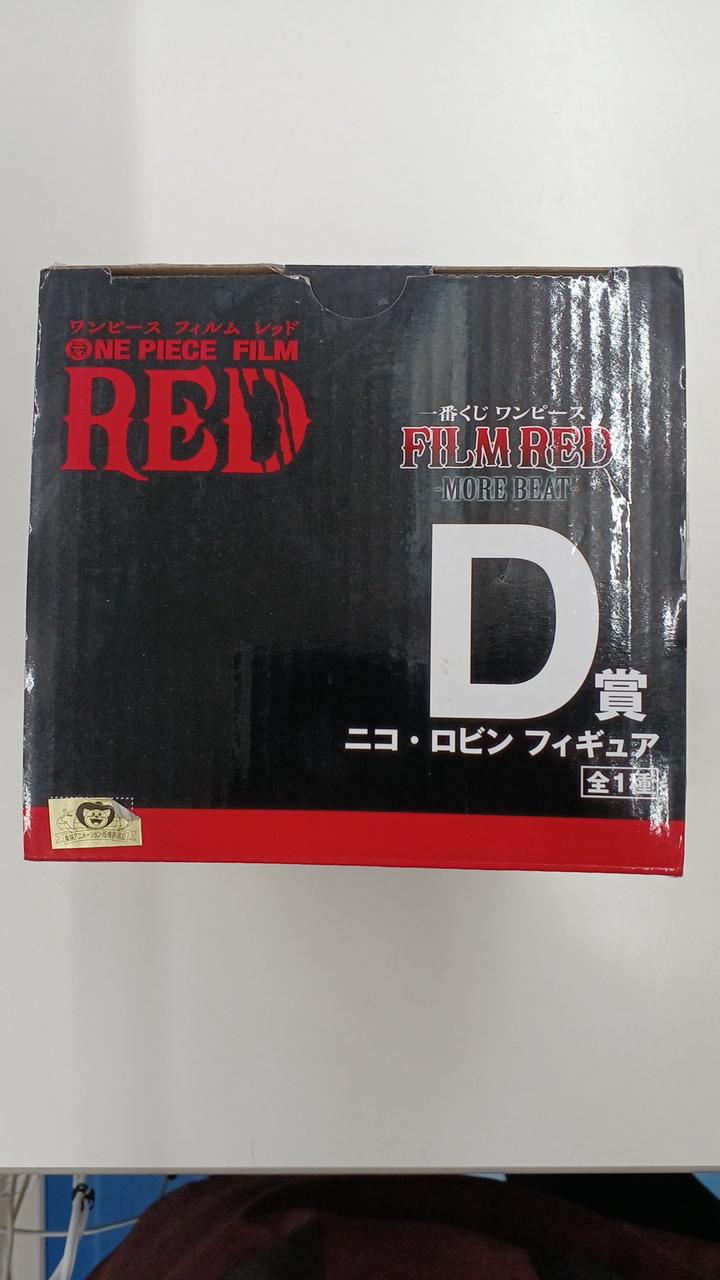 ワンピース フィルム レッド
ONE PIECE FILM
RED
一番くじ ワンピース
FILM RED
-MORE BEAT-
D賞
ニコ・ロビン フィギュア
全1種